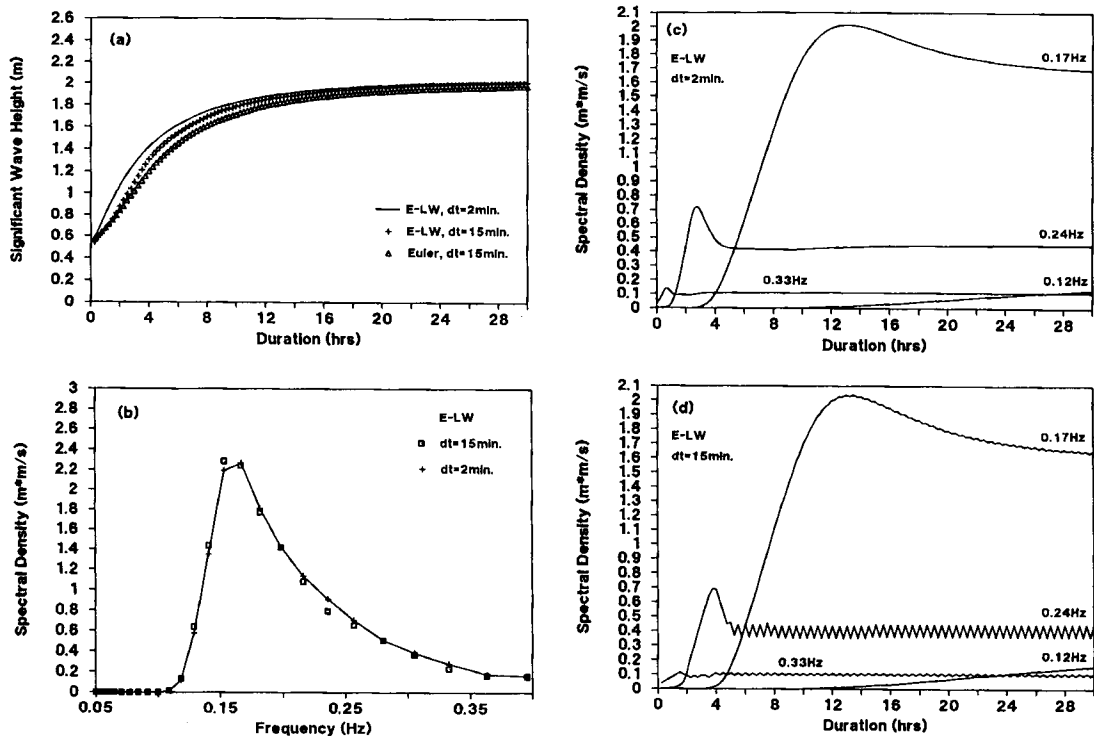 (a)
Significant Wave Height (m)
2.6
2.4
2.2
2
1.8
1.6
1.4
1.2
1
0.8
0.6
0.4
0.2
0
E-LW, dt=2min.
E-LW, dt=15min.
Euler, dt=15min.
0 4 8 12 16 20 24 28
Duration (hrs)
(b)
Spectral Density (m*m/s)
3
2.8
2.6
2.4
2.2
2
1.8
1.6
1.4
1.2
1
0.8
0.6
0.4
0.2
0
E-LW
dt=15min.
dt=2min.
0.05 0.15 0.25 0.35
Frequency (Hz)
(c)
E-LW
dt=2min.
Spectral Density (m*m/s)
2.1
2
1.9
1.8
1.7
1.6
1.5
1.4
1.3
1.2
1.1
1
0.9
0.8
0.7
0.6
0.5
0.4
0.3
0.2
0.1
0
0.17Hz
0.24Hz
0.33Hz
0.12Hz
0 4 8 12 16 20 24 28
Duration (hrs)
(d)
E-LW
dt=15min.
Spectral Density (m*m/s)
2.1
2
1.9
1.8
1.7
1.6
1.5
1.4
1.3
1.2
1.1
1
0.9
0.8
0.7
0.6
0.5
0.4
0.3
0.2
0.1
0
0.17Hz
0.24Hz
0.33Hz
0.12Hz
0 4 8 12 16 20 24 28
Duration (hrs)